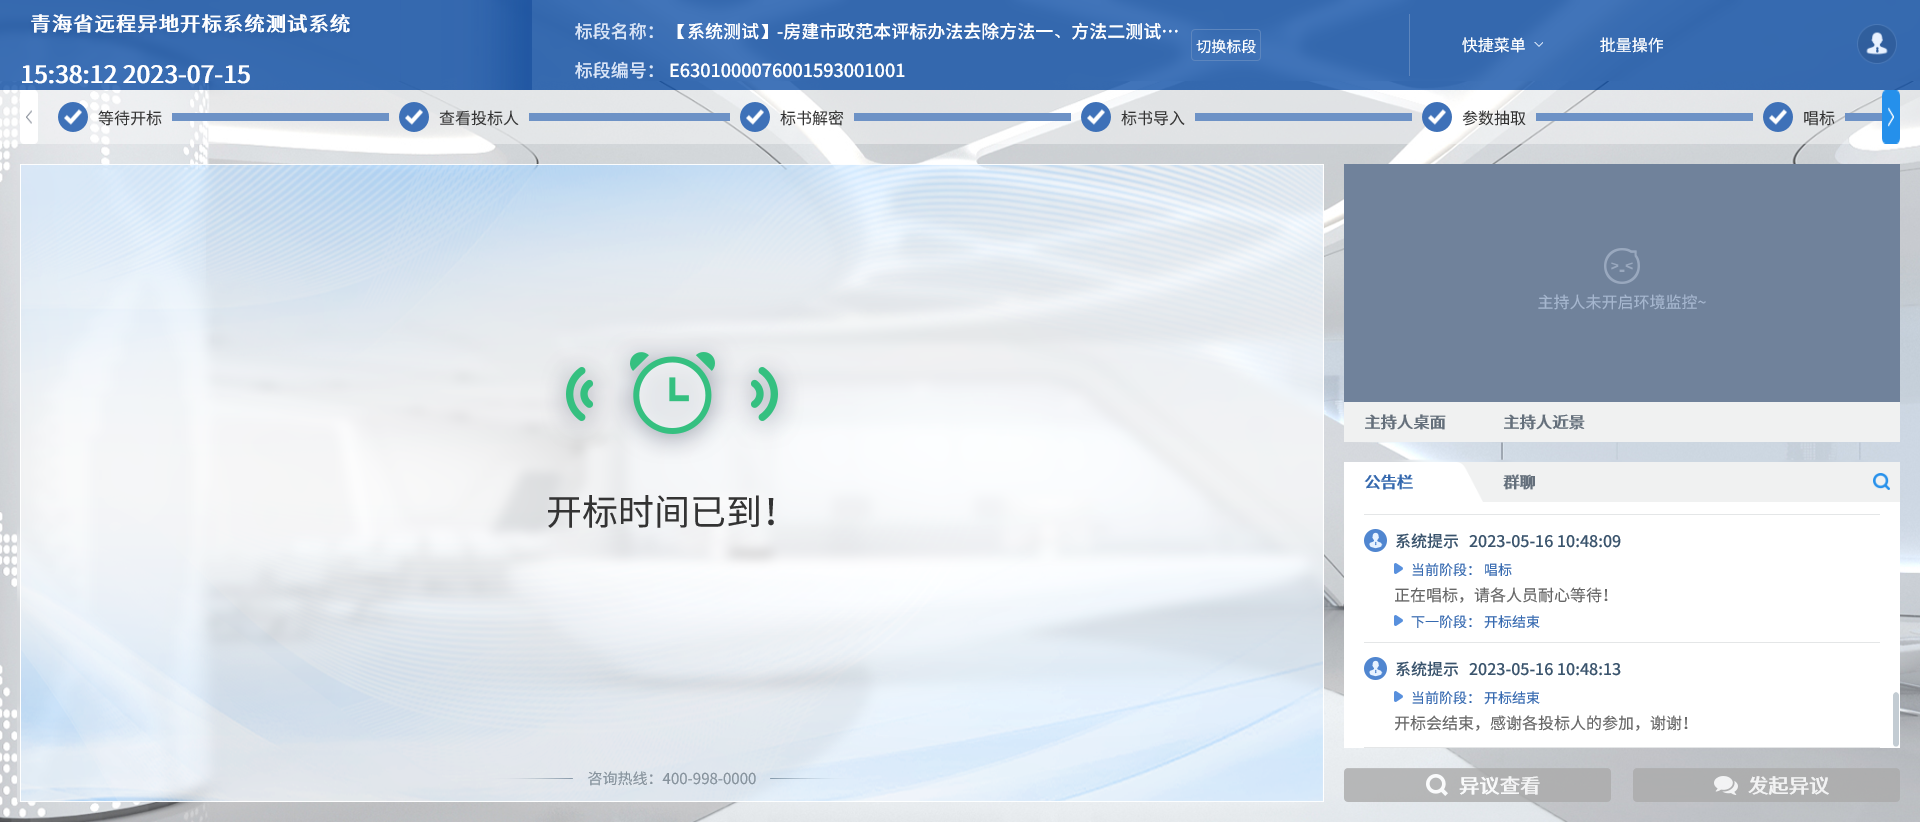 青海省远程异地开标系统测试系统
15:38:12 2023-07-15
标段名称： 【系统测试】-房建市政范本评标办法去除方法一、方法二测试…
切换标段
标段编号： E6301000076001593001001
快捷菜单
批量操作
等待开标
查看投标人
标书解密
标书导入
参数抽取
唱标
开标时间已到！
咨询热线：400-998-0000
>_<
主持人未开启环境监控~
主持人桌面
主持人近景
公告栏
群聊
系统提示 2023-05-16 10:48:09
当前阶段： 唱标
正在唱标，请各人员耐心等待！
下一阶段： 开标结束
系统提示 2023-05-16 10:48:13
当前阶段： 开标结束
开标会结束，感谢各投标人的参加，谢谢！
异议查看
发起异议